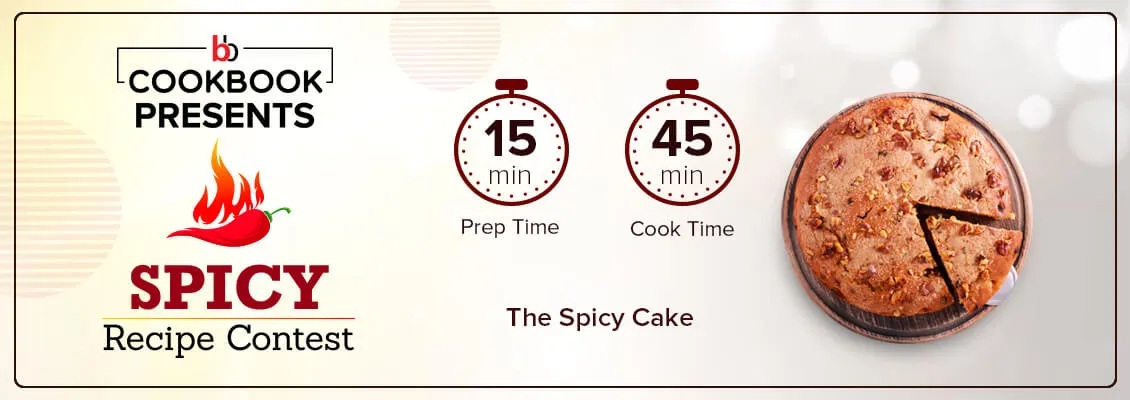 bb
COOKBOOK
PRESENTS
SPICY
Recipe Contest
15
min
Prep Time
45
min
Cook Time
The Spicy Cake